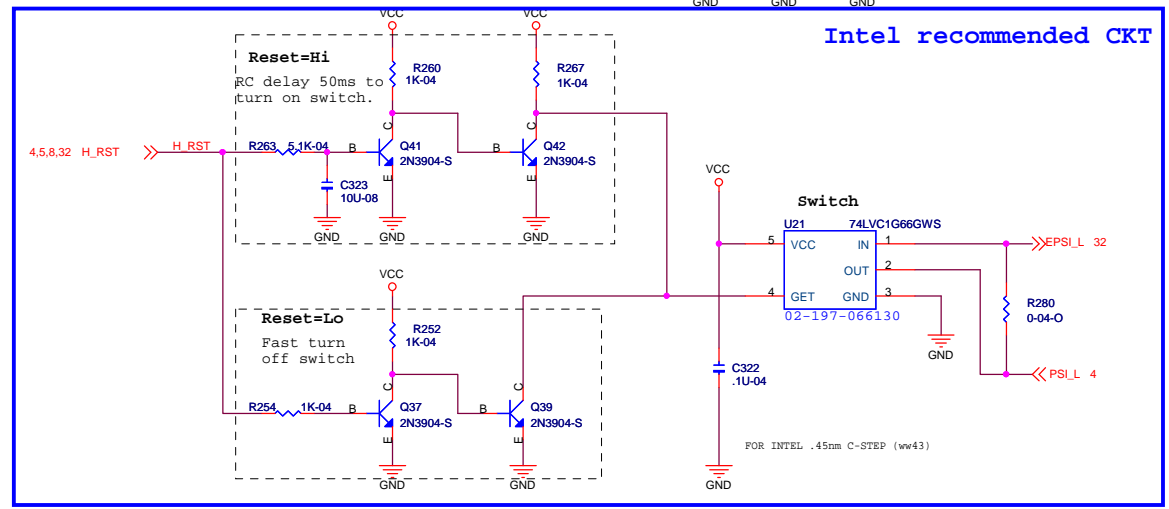 GND GND GND
Intel recommended CKT
VCC VCC
Reset=Hi
RC delay 50ms to
turn on switch.
R260
1K-04
R267
1K-04
4,5,8,32 H_RST
H_RST
R263 5.1K-04
B
C
E
Q41
2N3904-S
B
C
E
Q42
2N3904-S
C323
10U-08
GND GND GND
VCC
Switch
U21 74LVC1G66GWS
5 VCC IN 1
OUT 2
4 GET GND 3
02-197-066130
EPSI_L 32
R280
0-04-O
GND
PSI_L 4
VCC
Reset=Lo
Fast turn
off switch
R252
1K-04
R254 1K-04
B
C
E
Q37
2N3904-S
B
C
E
Q39
2N3904-S
GND GND
C322
.1U-04
GND
FOR INTEL .45nm C-STEP (ww43)